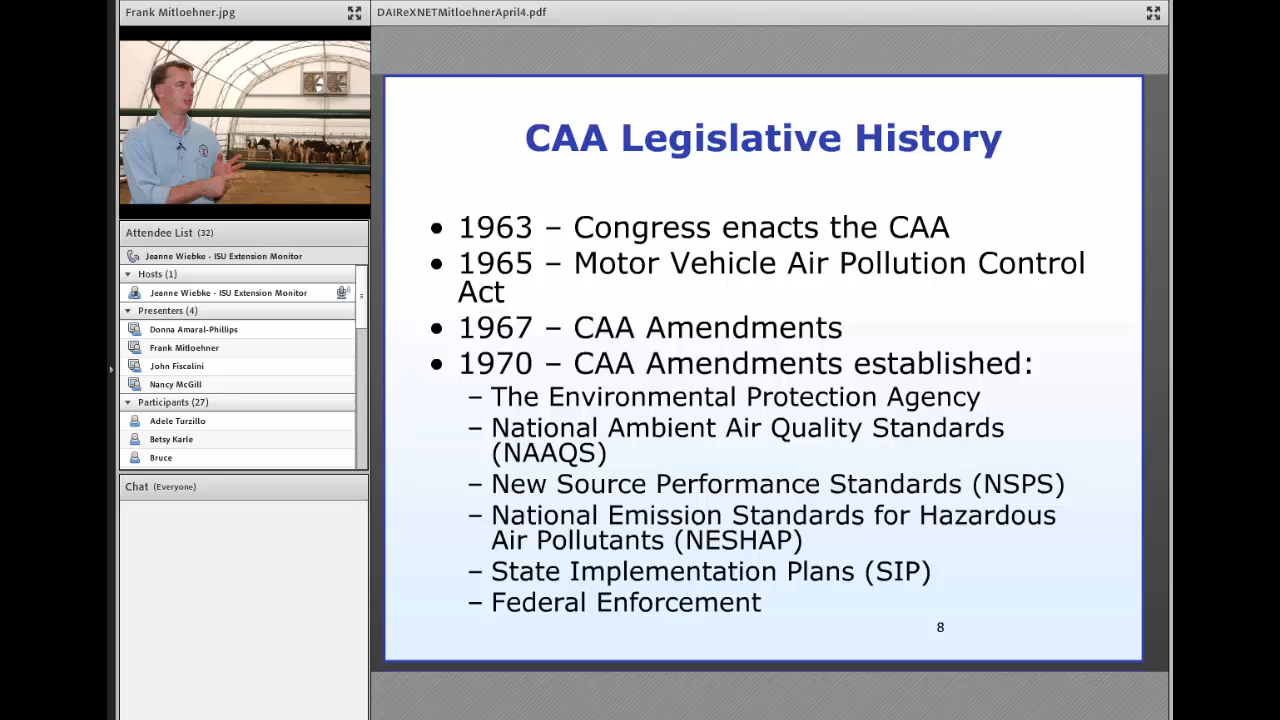 Frank Mitloehner.jpg
DAIReXNETMitloehnerApril4.pdf
Attendee List (32)
Jeanne Wiebke - ISU Extension Monitor
Hosts (1)
Jeanne Wiebke - ISU Extension Monitor
Presenters (4)
Donna Amaral-Phillips
Frank Mitloehner
John Fiscalini
Nancy McGill
Participants (27)
Adele Turzillo
Betsy Karle
Bruce
Chat (Everyone)
CAA Legislative History
• 1963 – Congress enacts the CAA
• 1965 – Motor Vehicle Air Pollution Control
Act
• 1967 – CAA Amendments
• 1970 – CAA Amendments established:
– The Environmental Protection Agency
– National Ambient Air Quality Standards
(NAAQS)
– New Source Performance Standards (NSPS)
– National Emission Standards for Hazardous
Air Pollutants (NESHAP)
– State Implementation Plans (SIP)
– Federal Enforcement
8